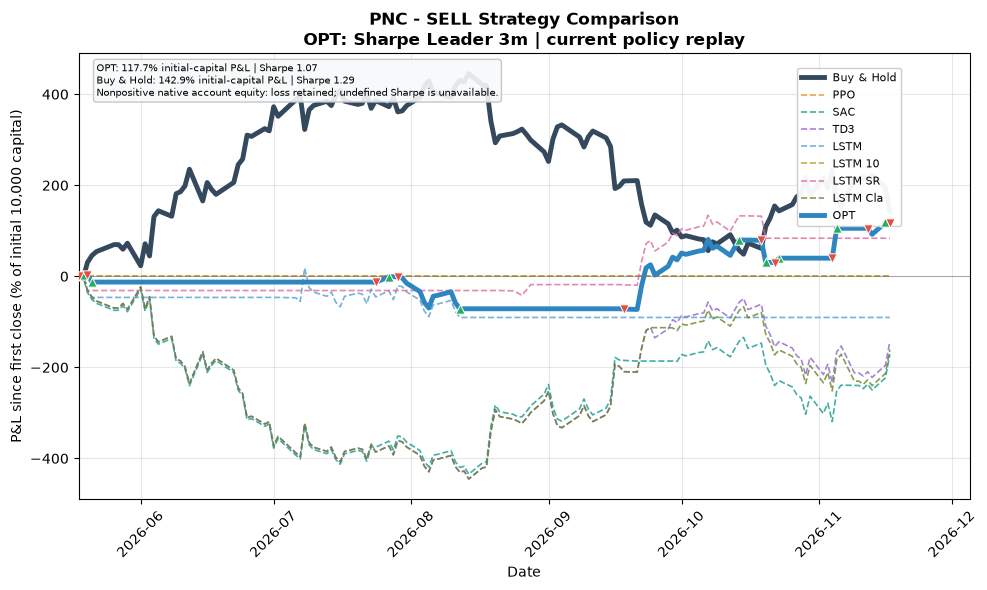 PNC - SELL Strategy Comparison
OPT: Sharpe Leader 3m | current policy replay
OPT: 117.7% initial-capital P&L | Sharpe 1.07
Buy & Hold: 142.9% initial-capital P&L | Sharpe 1.29
Nonpositive native account equity: loss retained; undefined Sharpe is unavailable.
Buy & Hold
PPO
SAC
TD3
LSTM
LSTM 10
LSTM SR
LSTM Cla
OPT
P&L since first close (% of initial 10,000 capital)
400
200
0
−200
−400
2026-06
2026-07
2026-08
2026-09
2026-10
2026-11
2026-12
Date